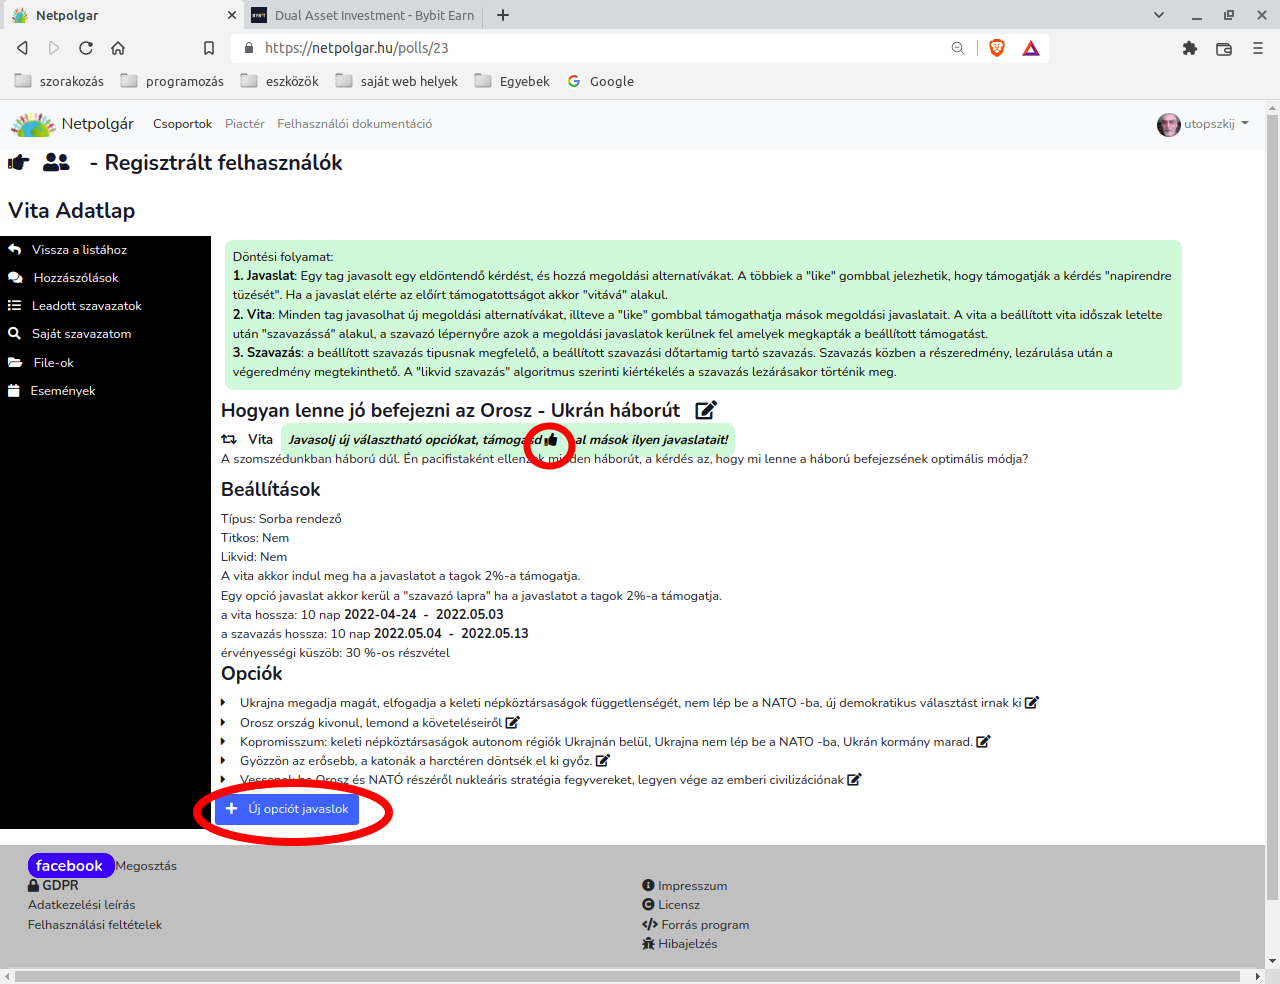 Netpolgar
Dual Asset Investment - Bybit Earn
https://netpolgar.hu/polls/23
szorakozás
programozás
eszközök
saját web helyek
Egyebek
Google
Netpolgár
Csoportok
Piactér
Felhasználói dokumentáció
utopszkij
- Regisztrált felhasználók
Vita Adatlap
Vissza a listához
Hozzászólások
Leadott szavazatok
Saját szavazatom
File-ok
Események
Döntési folyamat:
1. Javaslat: Egy tag javasolt egy eldöntendő kérdést, és hozzá megoldási alternatívákat. A többiek a "like" gombbal jelezhetik, hogy támogatják a kérdés "napirendre
tüzését". Ha a javaslat elérte az előírt támogatottságot akkor "vitává" alakul.
2. Vita: Minden tag javasolhat új megoldási alternatívákat, illteve a "like" gombbal támogathatja mások megoldási javaslatait. A vita a beállított vita időszak letelte
után "szavazássá" alakul, a szavazó lépernyőre azok a megoldási javaslatok kerülnek fel amelyek megkapták a beállított támogatást.
3. Szavazás: a beállított szavazás tipusnak megfelelő, a beállított szavazási dőtartamig tartó szavazás. Szavazás közben a részeredmény, lezárulása után a
végeredmény megtekinthető. A "likvid szavazás" algoritmus szerinti kiértékelés a szavazás lezárásakor történik meg.
Hogyan lenne jó befejezni az Orosz - Ukrán háborút
Vita
Javasolj új választható opciókat, támogasd -al mások ilyen javaslatait!
A szomszédunkban háború dúl. Én pacifistaként ellenzek minden háborút, a kérdés az, hogy mi lenne a háború befejezsének optimális módja?
Beállítások
Típus: Sorba rendező
Titkos: Nem
Likvid: Nem
A vita akkor indul meg ha a javaslatot a tagok 2%-a támogatja.
Egy opció javaslat akkor kerül a "szavazó lapra" ha a javaslatot a tagok 2%-a támogatja.
a vita hossza: 10 nap 2022-04-24 - 2022.05.03
a szavazás hossza: 10 nap 2022.05.04 - 2022.05.13
érvényességi küszöb: 30 %-os részvétel
Opciók
Ukrajna megadja magát, elfogadja a keleti népköztársaságok függetlenségét, nem lép be a NATO -ba, új demokratikus választást irnak ki
Orosz ország kivonul, lemond a követeléseiről
Kopromisszum: keleti népköztársaságok autonom régiók Ukrajnán belül, Ukrajna nem lép be a NATO -ba, Ukrán kormány marad.
Gyözzön az erősebb, a katonák a harctéren döntsék el ki győz.
be Orosz és NATÓ részéről nukleáris stratégia fegyvereket, legyen vége az emberi civilizációnak
Új opciót javaslok
facebook Megosztás
GDPR
Adatkezelési leírás
Felhasználási feltételek
Impresszum
Licensz
Forrás program
Hibajelzés